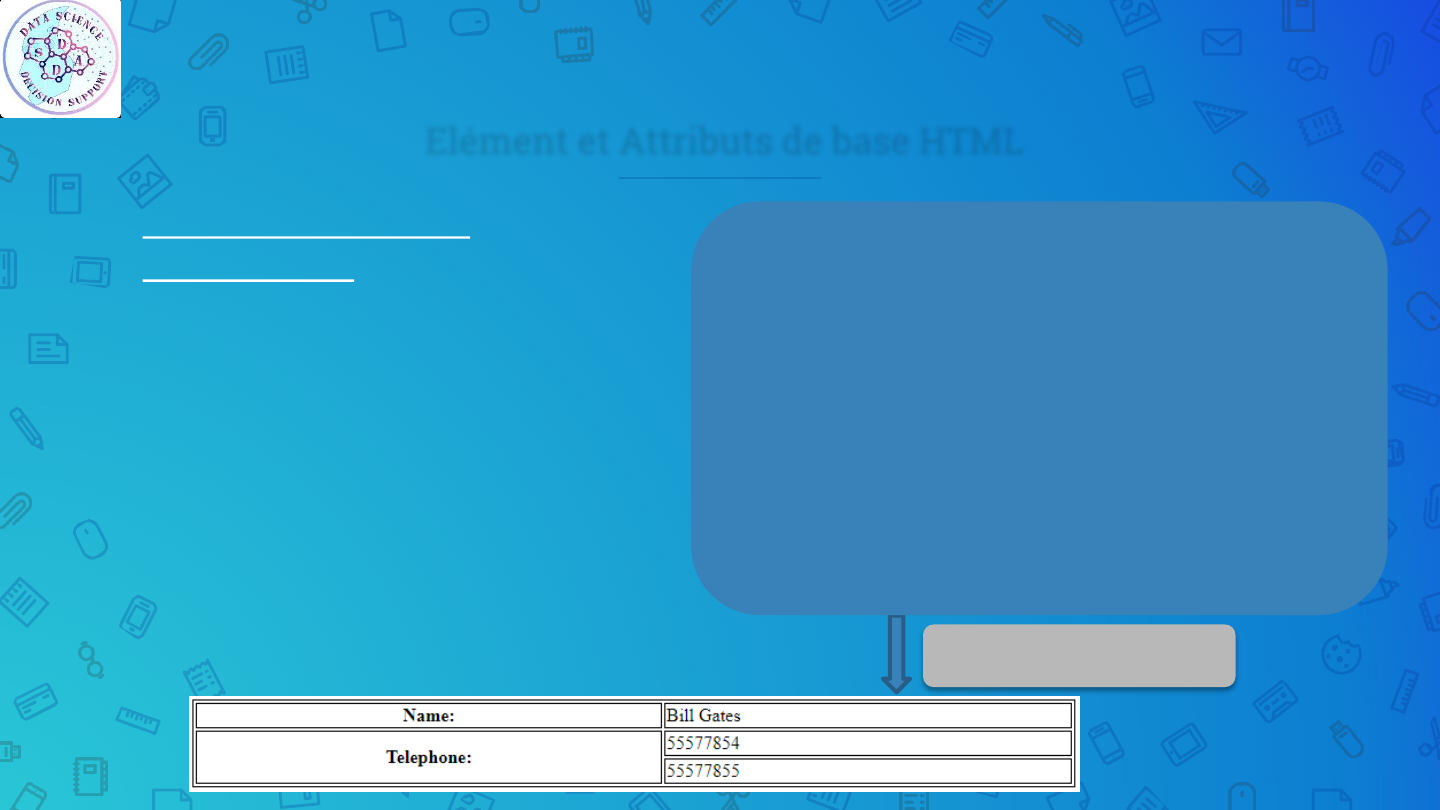 DATA SCIENCE
S D D A
DECISION SUPPORT
Elément et Attributs de base HTML
Name: Bill Gates
Telephone: 55577854
55577855